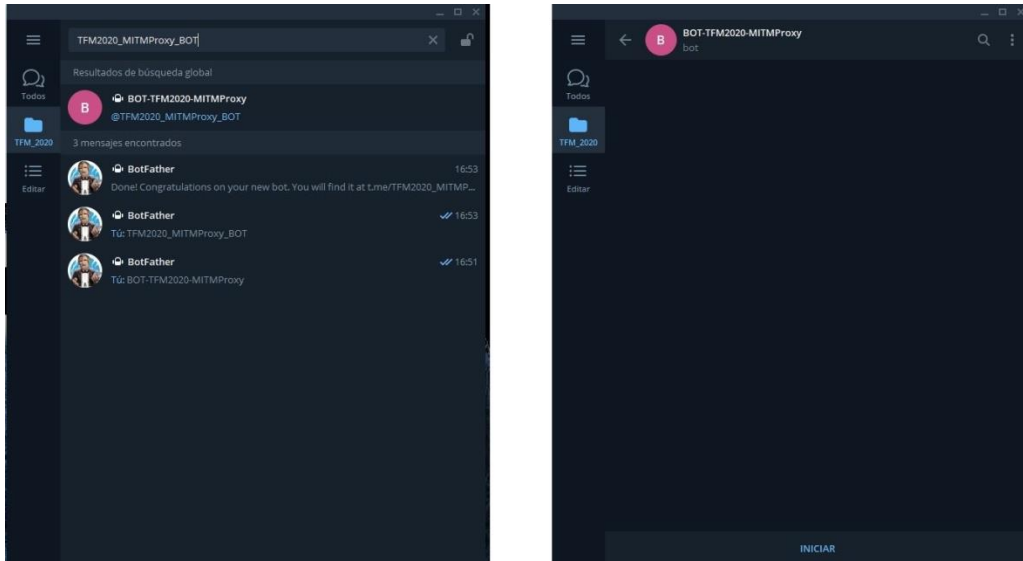 TFM2020_MITMProxy_BOT
Todos
TFM_2020
Editar
Resultados de búsqueda global
B
BOT-TFM2020-MITMProxy
@TFM2020_MITMProxy_BOT
3 mensajes encontrados
BotFather 16:53
Done! Congratulations on your new bot. You will find it at t.me/TFM2020_MITMP...
BotFather 16:53
Tú: TFM2020_MITMProxy_BOT
BotFather 16:51
Tú: BOT-TFM2020-MITMProxy
B
BOT-TFM2020-MITMProxy
bot
Todos
TFM_2020
Editar
INICIAR